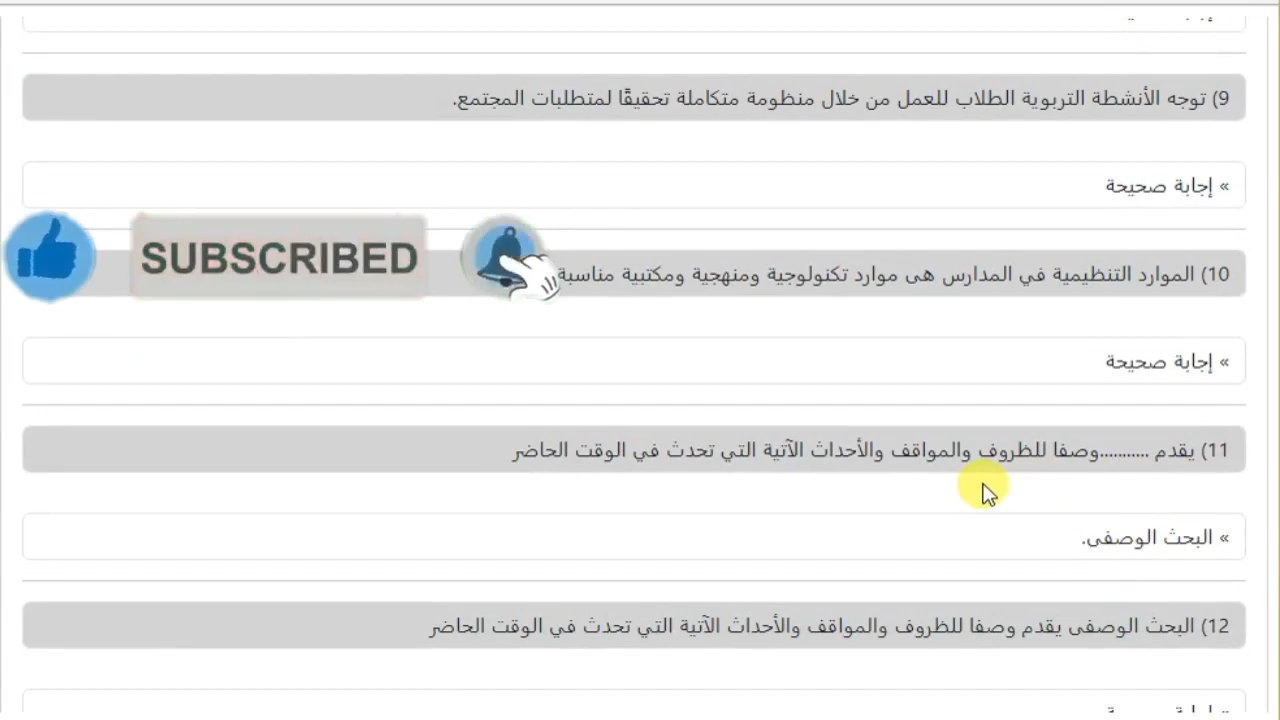 9) توجه الأنشطة التربوية الطلاب للعمل من خلال منظومة متكاملة تحقيقًا لمتطلبات المجتمع.
» إجابة صحيحة
SUBSCRIBED
10) الموارد التنظيمية في المدارس هى موارد تكنولوجية ومنهجية ومكتبية مناسبة
» إجابة صحيحة
11) يقدم ...........وصفا للظروف والمواقف والأحداث الآتية التي تحدث في الوقت الحاضر
» البحث الوصفى.
12) البحث الوصفى يقدم وصفا للظروف والمواقف والأحداث الآتية التي تحدث في الوقت الحاضر